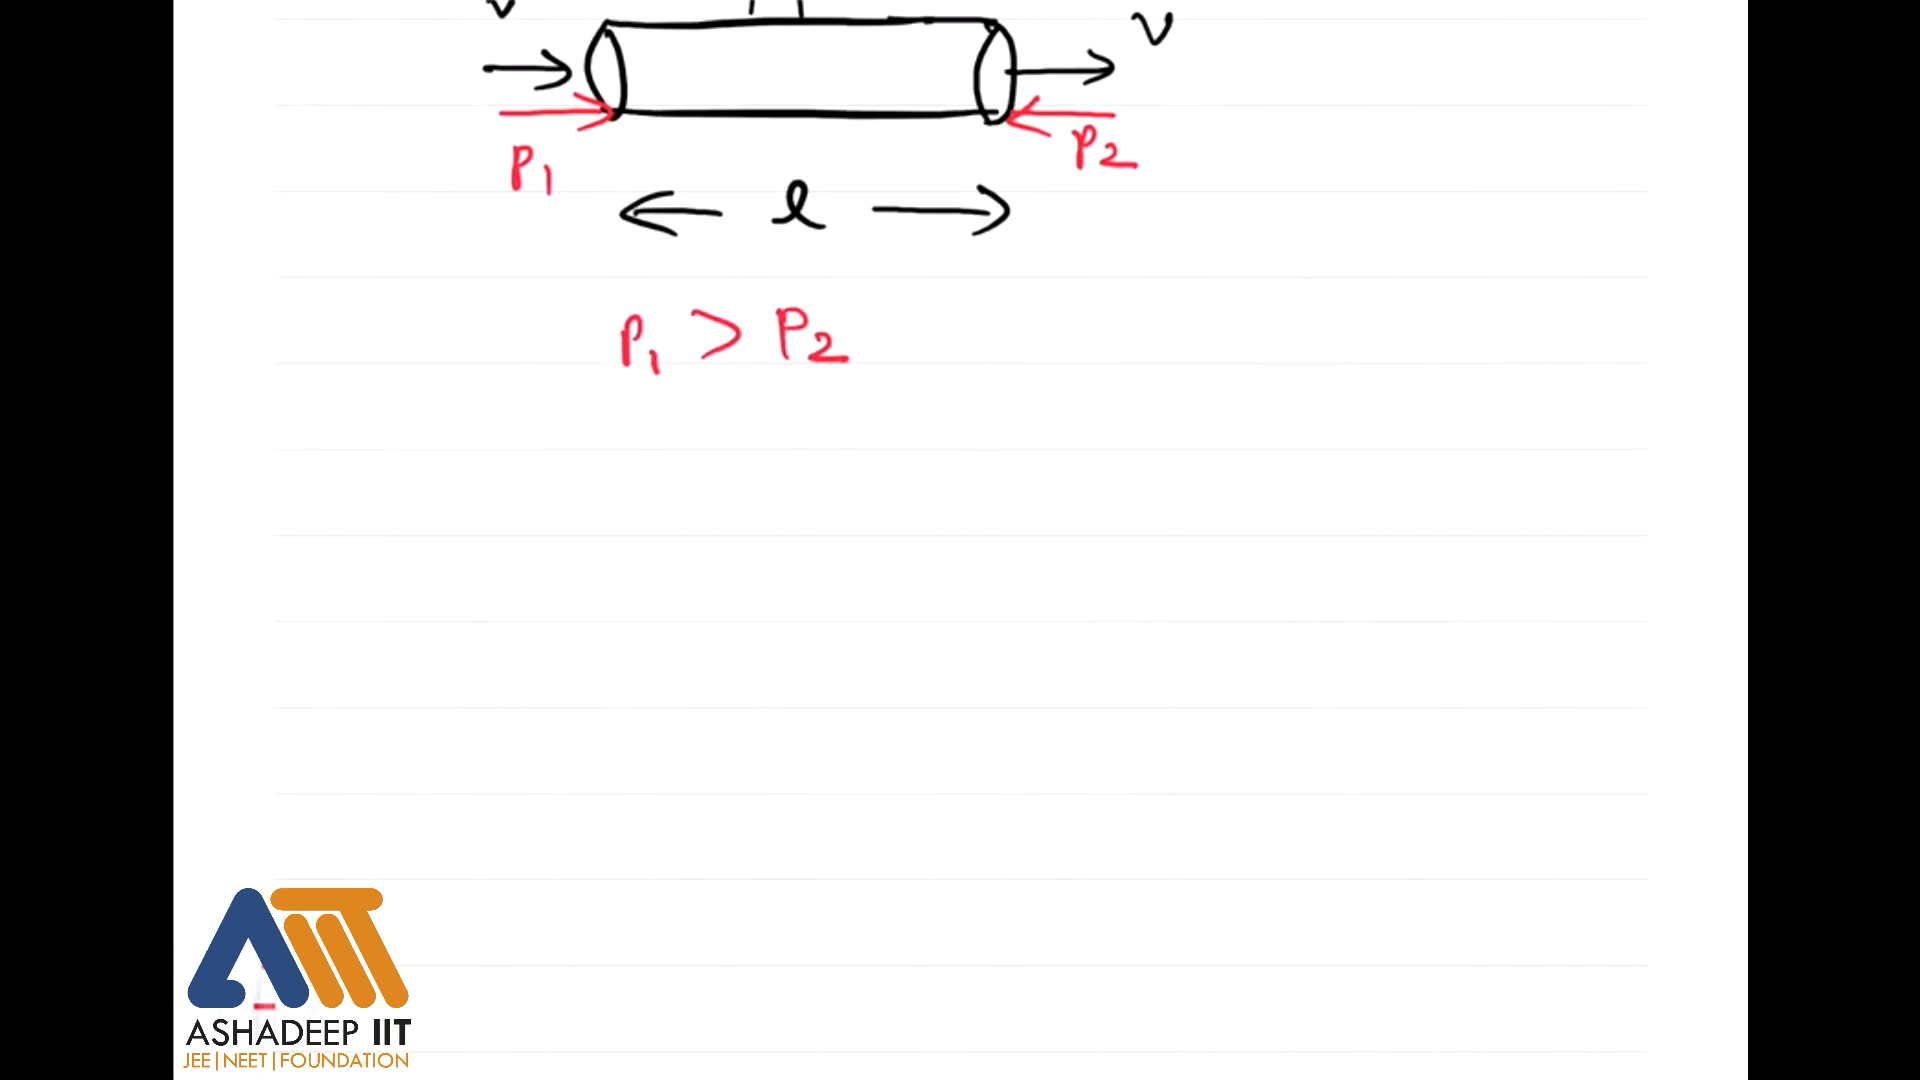 v
v
P1
P2
l
P1 > P2
ASHADEEP IIT
JEE|NEET|FOUNDATION